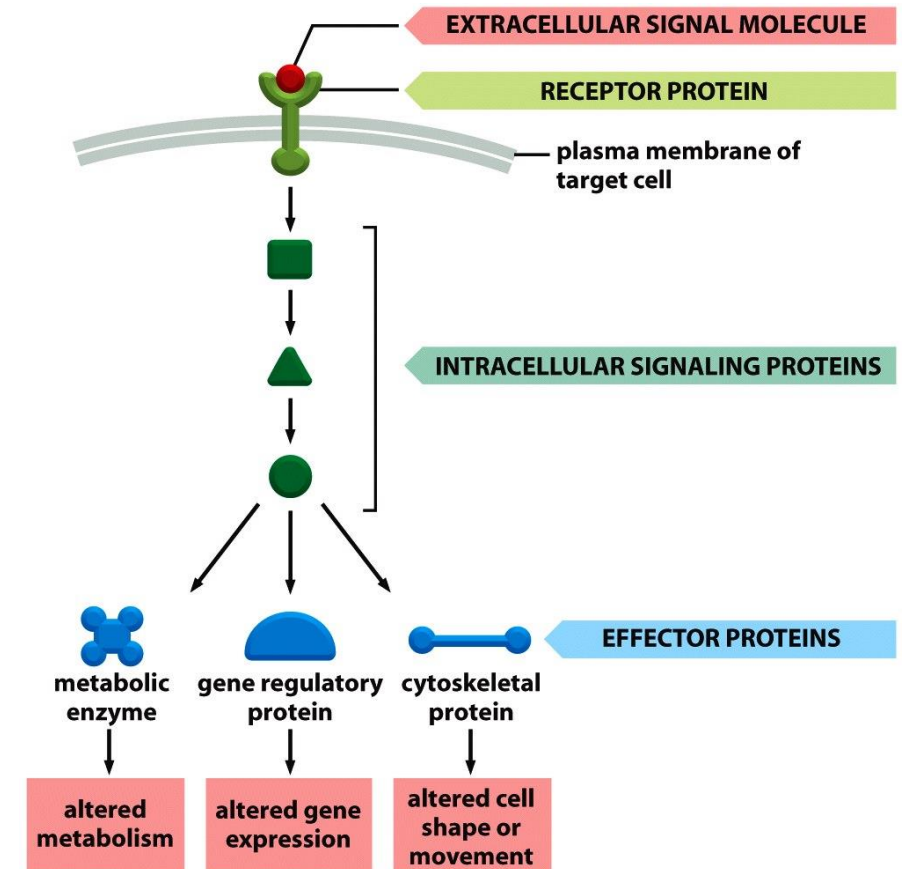 EXTRACELLULAR SIGNAL MOLECULE
RECEPTOR PROTEIN
plasma membrane of
target cell
INTRACELLULAR SIGNALING PROTEINS
EFFECTOR PROTEINS
metabolic
enzyme
gene regulatory
protein
cytoskeletal
protein
altered
metabolism
altered gene
expression
altered cell
shape or
movement